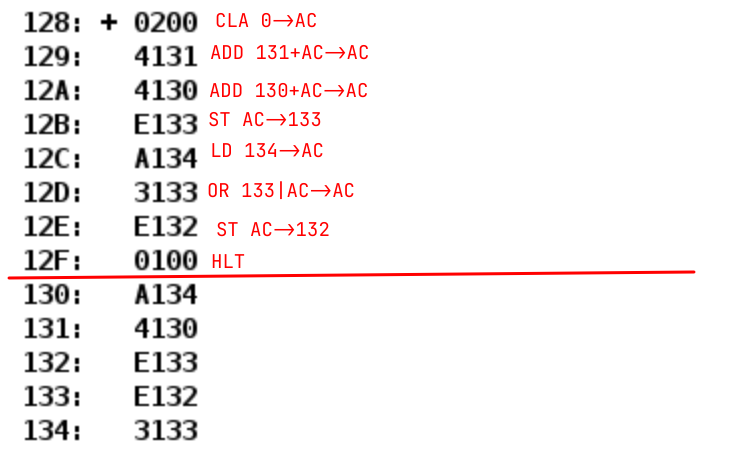 128: + 0200 CLA 0→AC
129: 4131 ADD 131+AC→AC
12A: 4130 ADD 130+AC→AC
12B: E133 ST AC→133
12C: A134 LD 134→AC
12D: 3133 OR 133|AC→AC
12E: E132 ST AC→132
12F: 0100 HLT
130: A134
131: 4130
132: E133
133: E132
134: 3133